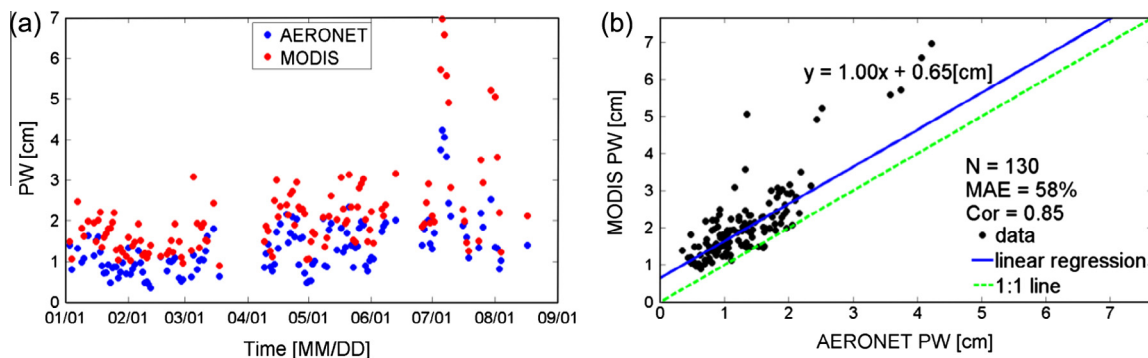 (a)
AERONET
MODIS
PW [cm]
7
6
5
4
3
2
1
0
01/01 02/01 03/01 04/01 05/01 06/01 07/01 08/01 09/01
Time [MM/DD]
(b)
y = 1.00x + 0.65[cm]
MODIS PW [cm]
7
6
5
4
3
2
1
0
N = 130
MAE = 58%
Cor = 0.85
data
linear regression
1:1 line
0 1 2 3 4 5 6 7
AERONET PW [cm]